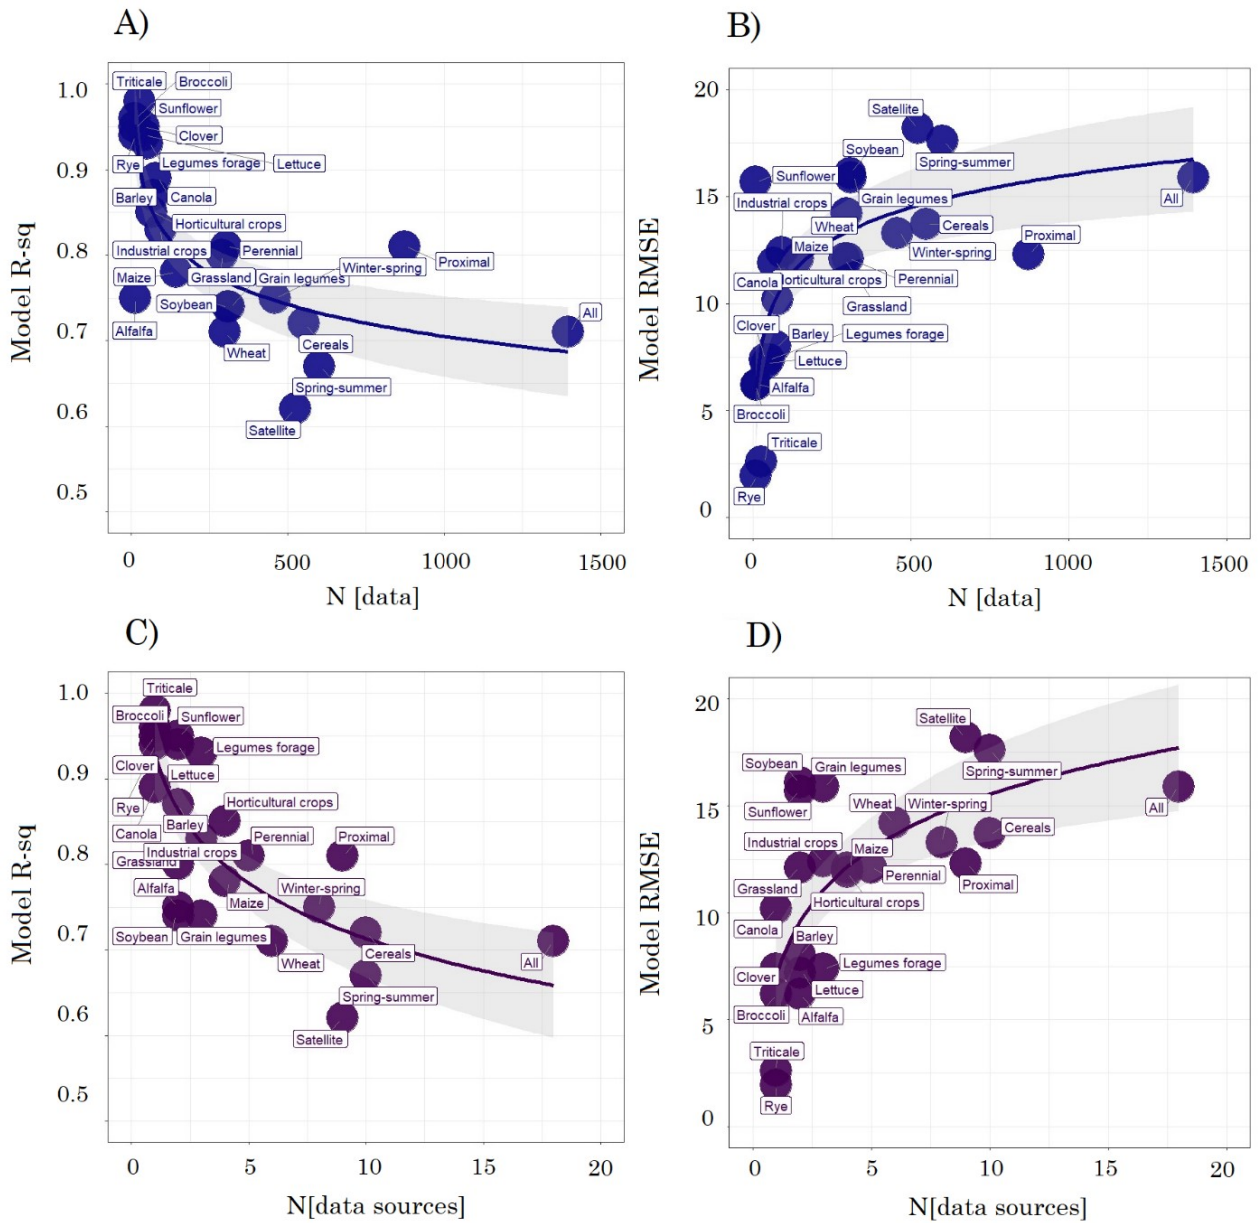 A)
Model R-sq
1.0
0.9
0.8
0.7
0.6
0.5
Triticale
Broccoli
Sunflower
Clover
Rye
Legumes forage
Lettuce
Barley
Canola
Horticultural crops
Industrial crops
Perennial
Winter-spring
Proximal
Maize
Grassland
Grain legumes
Soybean
Alfalfa
Wheat
Cereals
All
Spring-summer
Satellite
0
500
1000
1500
N [data]
B)
Model RMSE
20
15
10
5
0
Satellite
Soybean
Spring-summer
Sunflower
Grain legumes
All
Industrial crops
Wheat
Cereals
Proximal
Maize
Winter-spring
Canola
Horticultural crops
Perennial
Grassland
Clover
Barley
Legumes forage
Lettuce
Alfalfa
Broccoli
Triticale
Rye
0
500
1000
1500
N [data]
C)
Model R-sq
1.0
0.9
0.8
0.7
0.6
0.5
Triticale
Broccoli
Sunflower
Legumes forage
Clover
Lettuce
Rye
Horticultural crops
Canola
Barley
Perennial
Proximal
Industrial crops
Grassland
Alfalfa
Maize
Winter-spring
Soybean
Grain legumes
Wheat
Cereals
All
Spring-summer
Satellite
0
5
10
15
20
N[data sources]
D)
Model RMSE
20
15
10
5
0
Satellite
Soybean
Grain legumes
Spring-summer
Sunflower
Wheat
Winter-spring
All
Industrial crops
Maize
Cereals
Grassland
Perennial
Proximal
Horticultural crops
Canola
Barley
Clover
Legumes forage
Lettuce
Broccoli
Alfalfa
Triticale
Rye
0
5
10
15
20
N[data sources]